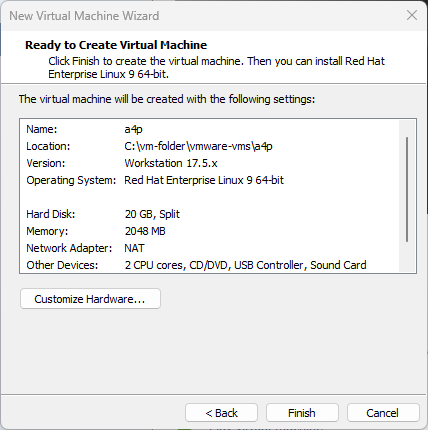 New Virtual Machine Wizard
Ready to Create Virtual Machine
Click Finish to create the virtual machine. Then you can install Red Hat
Enterprise Linux 9 64-bit.
The virtual machine will be created with the following settings:
Name: a4p
Location: C:\vm-folder\vmware-vms\a4p
Version: Workstation 17.5.x
Operating System: Red Hat Enterprise Linux 9 64-bit
Hard Disk: 20 GB, Split
Memory: 2048 MB
Network Adapter: NAT
Other Devices: 2 CPU cores, CD/DVD, USB Controller, Sound Card
Customize Hardware...
< Back Finish Cancel